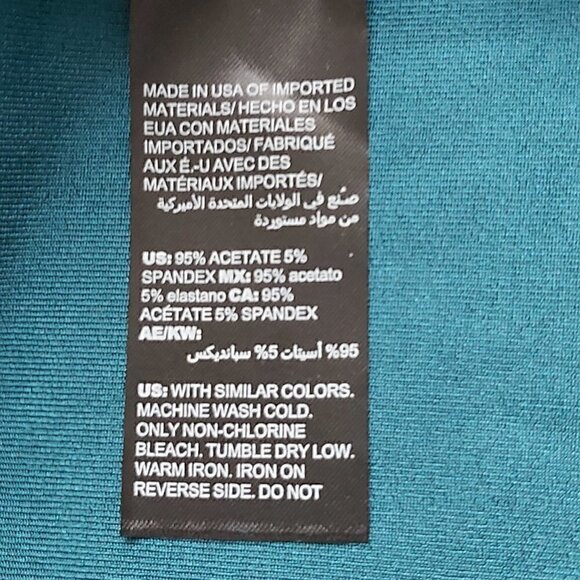 MADE IN USA OF IMPORTED
MATERIALS/ HECHO EN LOS
EUA CON MATERIALES
IMPORTADOS/ FABRIQUÉ
AUX É.-U AVEC DES
MATÉRIAUX IMPORTÉS/
صنع في الولايات المتحدة الأميركية
من مواد مستوردة
US: 95% ACETATE 5%
SPANDEX MX: 95% acetato
5% elastano CA: 95%
ACÉTATE 5% SPANDEX
AE/KW:
95% أسيتات 5% سبانديكس
US: WITH SIMILAR COLORS.
MACHINE WASH COLD.
ONLY NON-CHLORINE
BLEACH. TUMBLE DRY LOW.
WARM IRON. IRON ON
REVERSE SIDE. DO NOT